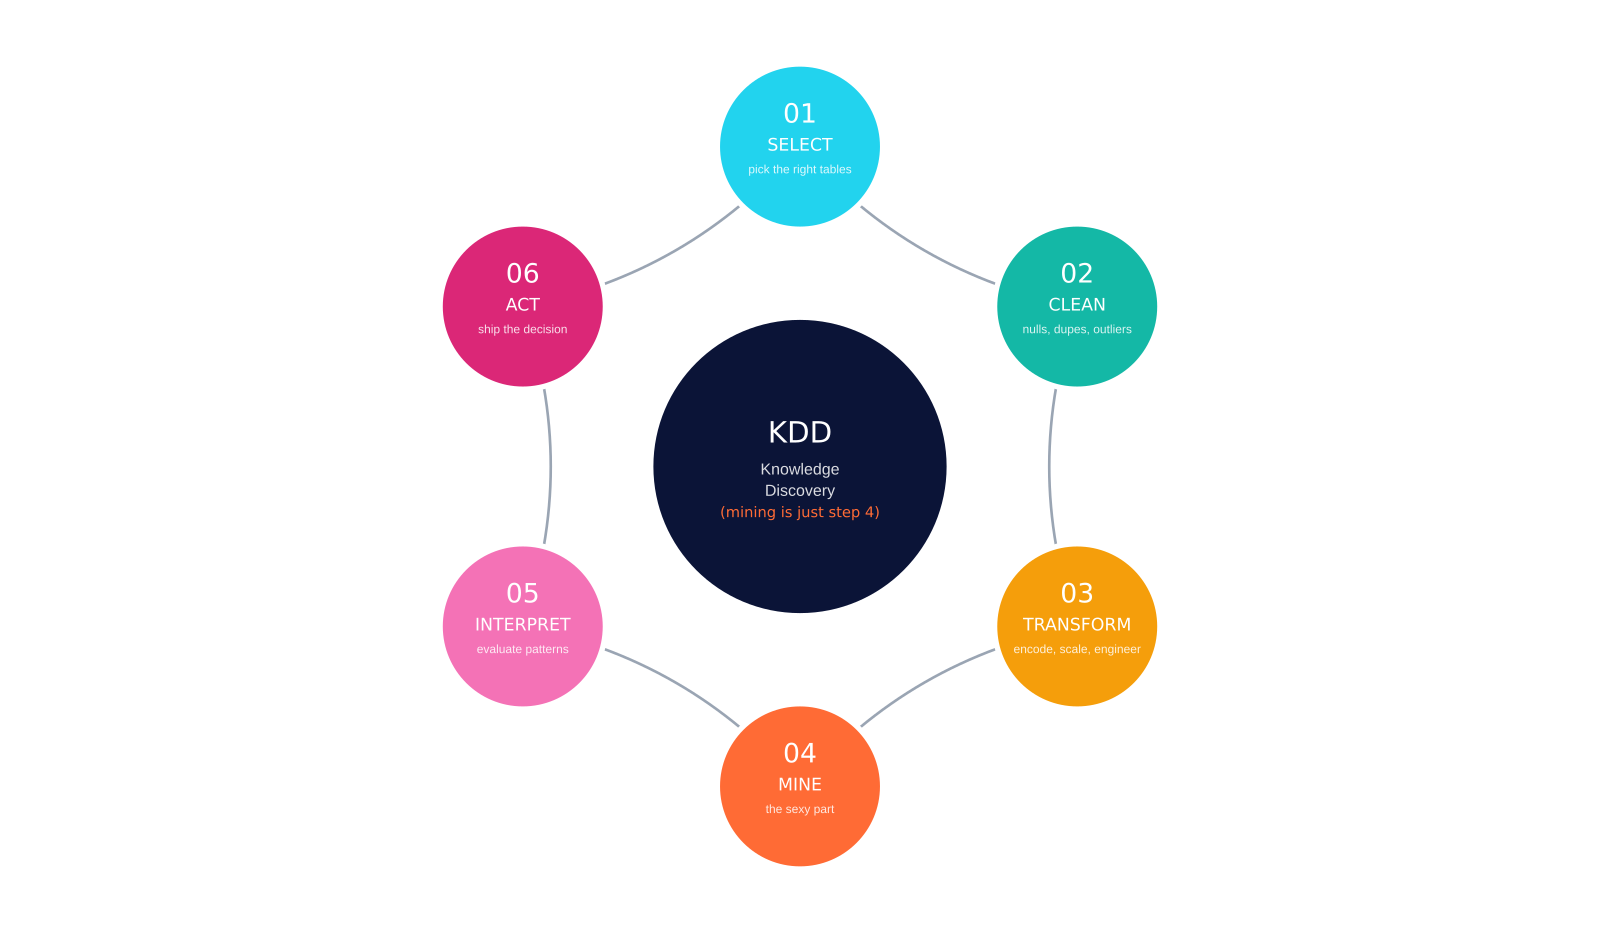 01
SELECT
pick the right tables
02
CLEAN
nulls, dupes, outliers
03
TRANSFORM
encode, scale, engineer
04
MINE
the sexy part
05
INTERPRET
evaluate patterns
06
ACT
ship the decision
KDD
Knowledge
Discovery
(mining is just step 4)